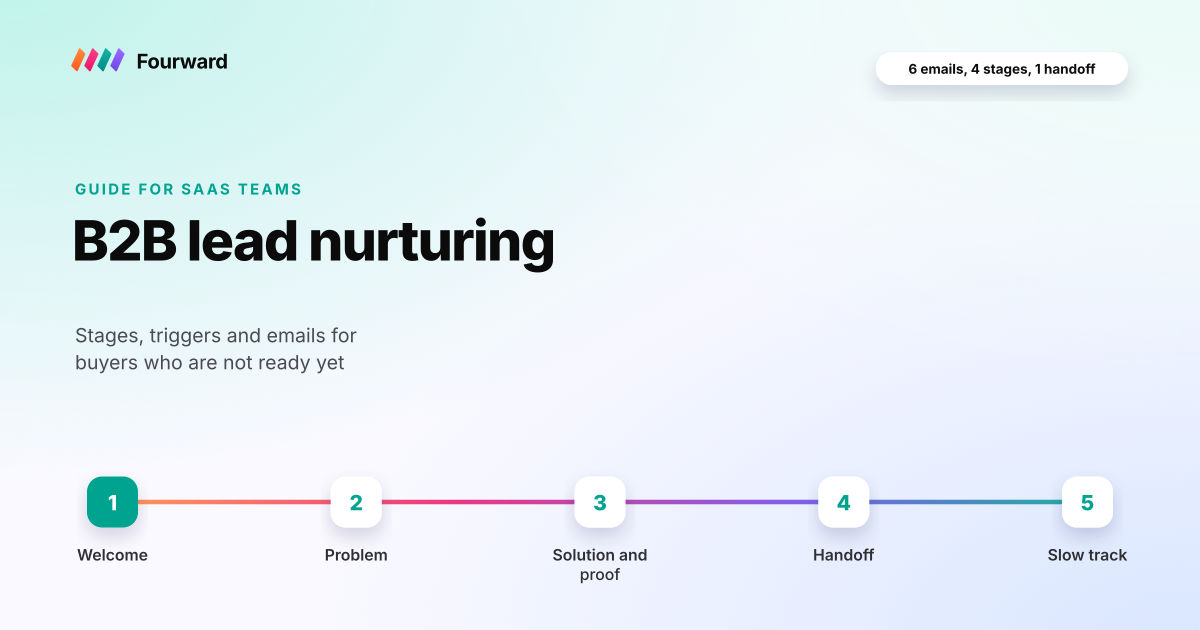 Fourward
6 emails, 4 stages, 1 handoff
GUIDE FOR SAAS TEAMS
B2B lead nurturing
Stages, triggers and emails for
buyers who are not ready yet
1
2
3
4
5
Welcome
Problem
Solution and
proof
Handoff
Slow track